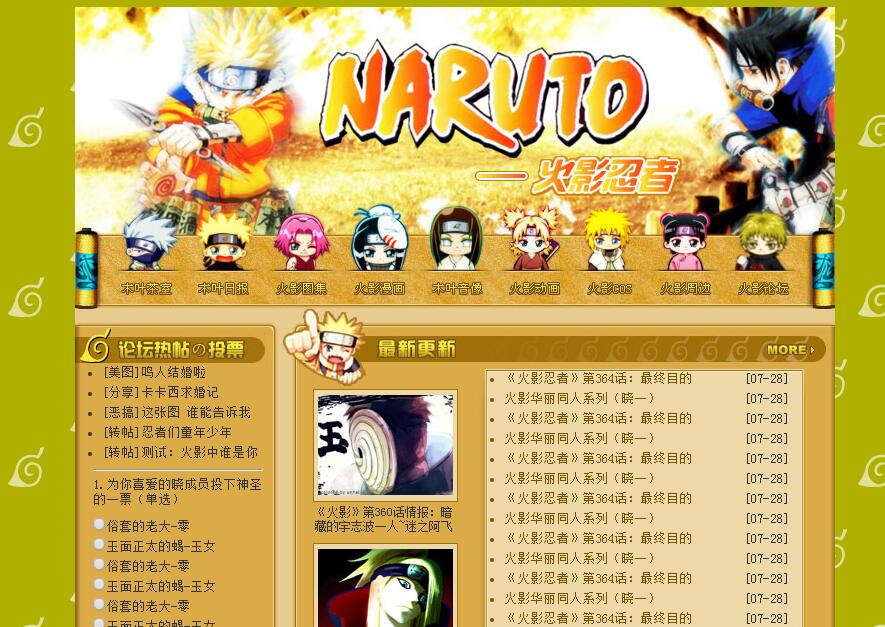 NARUTO
—火影忍者
木叶茶室
木叶日报
火影图集
火影漫画
木叶音像
火影动画
火影COS
火影周边
火影论坛
论坛热帖の投票
[美图]鸣人结婚啦
[分享]卡卡西求婚记
[恶搞]这张图 谁能告诉我
[转帖]忍者们童年少年
[转帖]测试：火影中谁是你
1.为你喜爱的晓成员投下神圣
的一票（单选）
俗套的老大-零
玉面正太的蝎-玉女
俗套的老大-零
玉面正太的蝎-玉女
俗套的老大-零
玉面正太的蝎-玉女
最新更新
MORE
玉
《火影》第360话情报：暗
藏的宇志波一人~迷之阿飞
《火影忍者》第364话：最终目的 [07-28]
火影华丽同人系列（晓一） [07-28]
《火影忍者》第364话：最终目的 [07-28]
火影华丽同人系列（晓一） [07-28]
《火影忍者》第364话：最终目的 [07-28]
火影华丽同人系列（晓一） [07-28]
《火影忍者》第364话：最终目的 [07-28]
火影华丽同人系列（晓一） [07-28]
《火影忍者》第364话：最终目的 [07-28]
火影华丽同人系列（晓一） [07-28]
《火影忍者》第364话：最终目的 [07-28]
火影华丽同人系列（晓一） [07-28]
《火影忍者》第364话：最终目的 [07-28]